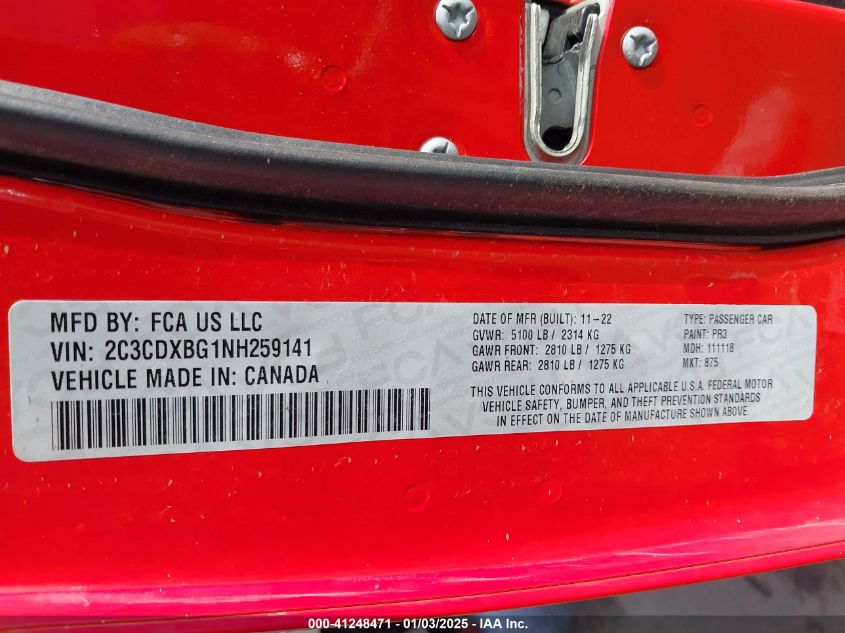 MFD BY: FCA US LLC
VIN: 2C3CDXBG1NH259141
VEHICLE MADE IN: CANADA
DATE OF MFR (BUILT): 11-22
GVWR: 5100 LB / 2314 KG
GAWR FRONT: 2810 LB / 1275 KG
GAWR REAR: 2810 LB / 1275 KG
TYPE: PASSENGER CAR
PAINT: PR3
MDH: 111118
MKT: 875
THIS VEHICLE CONFORMS TO ALL APPLICABLE U.S.A. FEDERAL MOTOR
VEHICLE SAFETY, BUMPER, AND THEFT PREVENTION STANDARDS
IN EFFECT ON THE DATE OF MANUFACTURE SHOWN ABOVE.
000-41248471 - 01/03/2025 - IAA Inc.